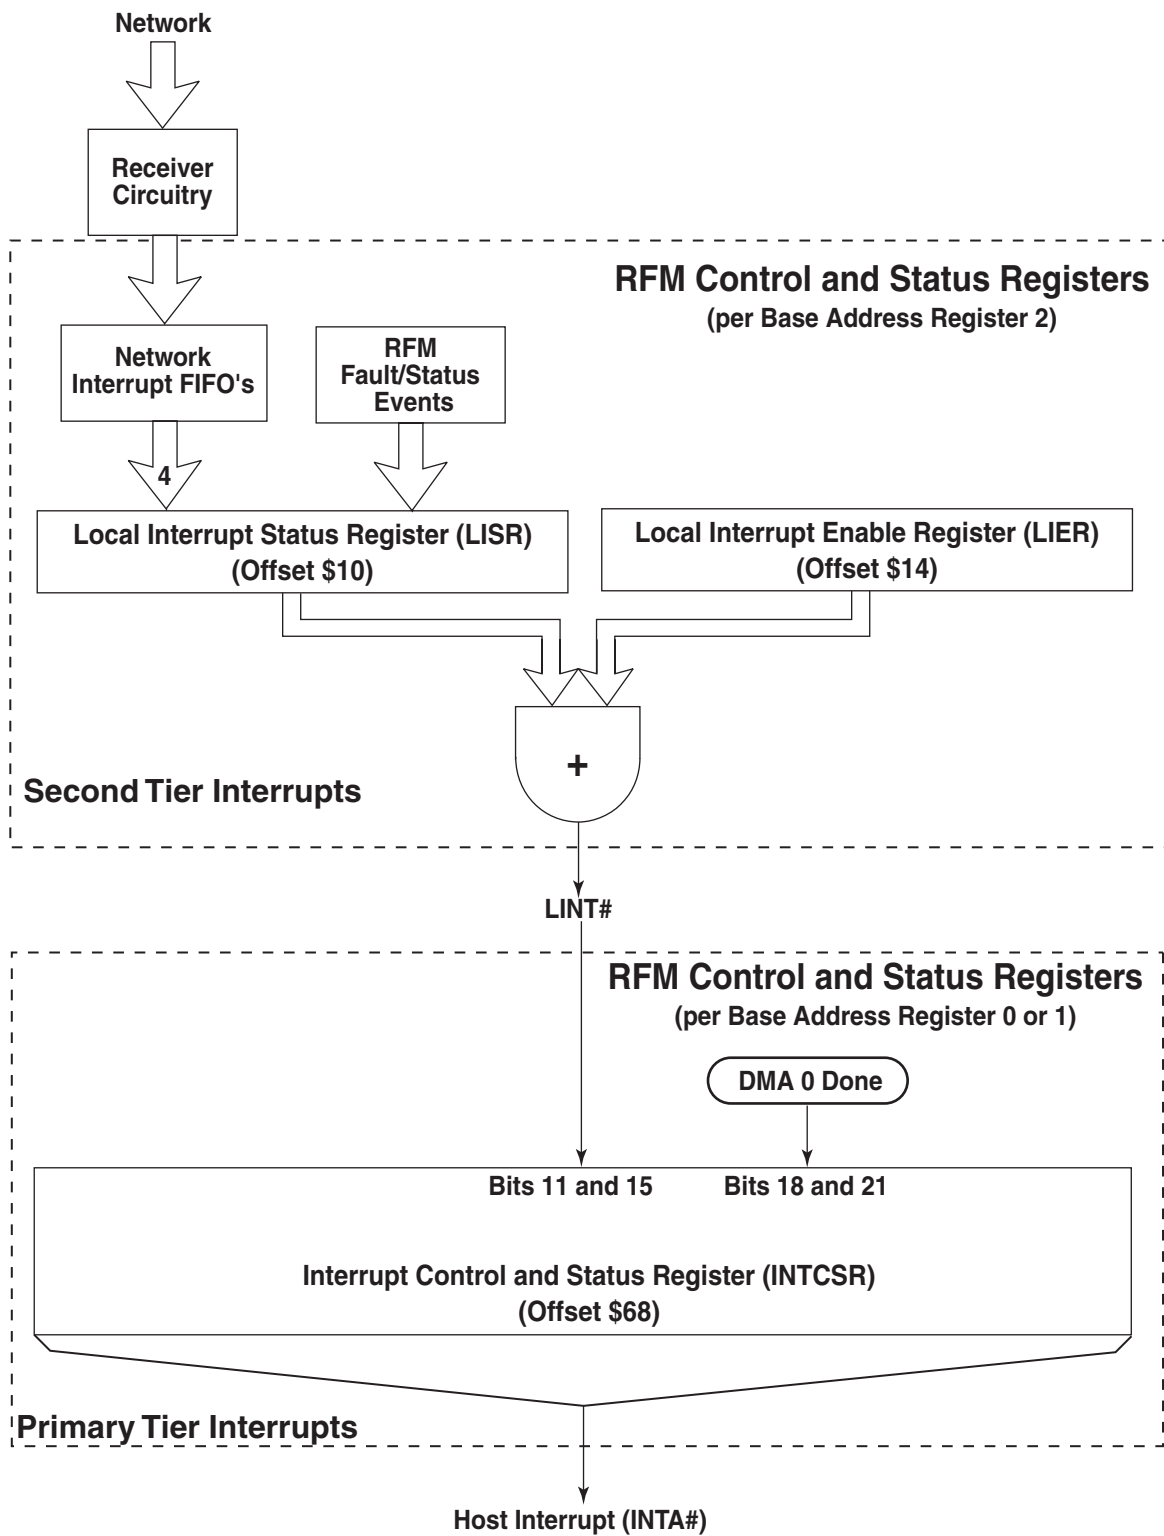 Network
Receiver
Circuitry
RFM Control and Status Registers
(per Base Address Register 2)
Network
Interrupt FIFO's
RFM
Fault/Status
Events
4
Local Interrupt Status Register (LISR)
(Offset $10)
Local Interrupt Enable Register (LIER)
(Offset $14)
+
Second Tier Interrupts
LINT#
RFM Control and Status Registers
(per Base Address Register 0 or 1)
DMA 0 Done
Bits 11 and 15
Bits 18 and 21
Interrupt Control and Status Register (INTCSR)
(Offset $68)
Primary Tier Interrupts
Host Interrupt (INTA#)